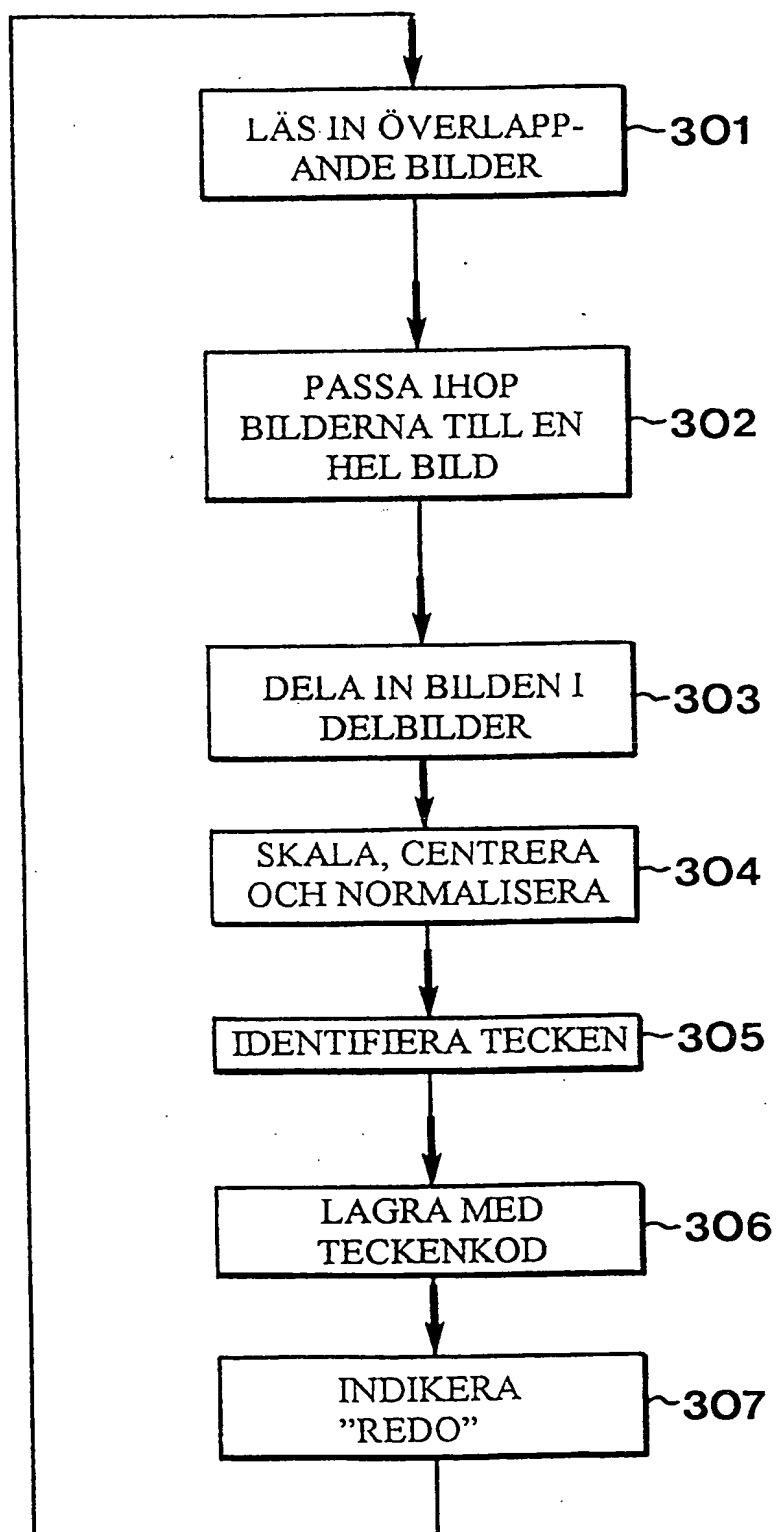 LÄS IN ÖVERLAPP-
ANDE BILDER
301
PASSA IHOP
BILDERNA TILL EN
HEL BILD
302
DELA IN BILDEN I
DELBILDER
303
SKALA, CENTRERA
OCH NORMALISERA
304
IDENTIFIERA TECKEN
305
LAGRA MED
TECKENKOD
306
INDIKERA
”REDO”
307